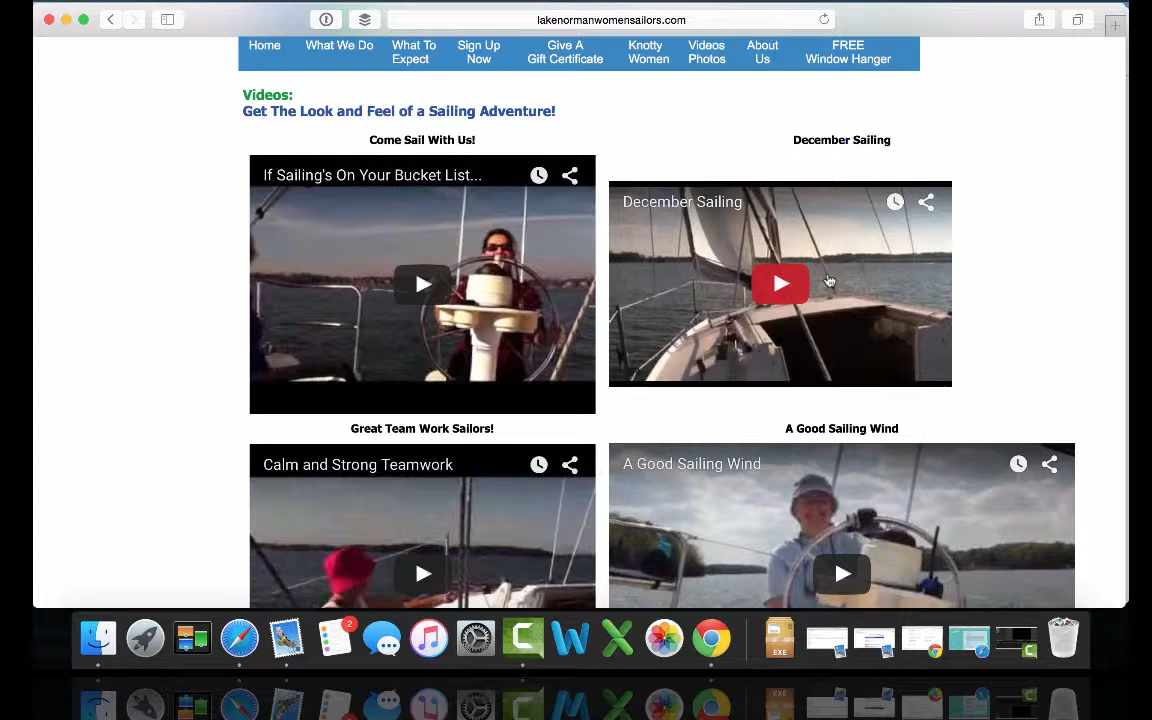 lakenormanwomensailors.com
Home
What We Do
What To
Expect
Sign Up
Now
Give A
Gift Certificate
Knotty
Women
Videos
Photos
About
Us
FREE
Window Hanger
Videos:
Get The Look and Feel of a Sailing Adventure!
Come Sail With Us!
December Sailing
If Sailing's On Your Bucket List...
December Sailing
Great Team Work Sailors!
A Good Sailing Wind
Calm and Strong Teamwork
A Good Sailing Wind
2
EXE
EXE